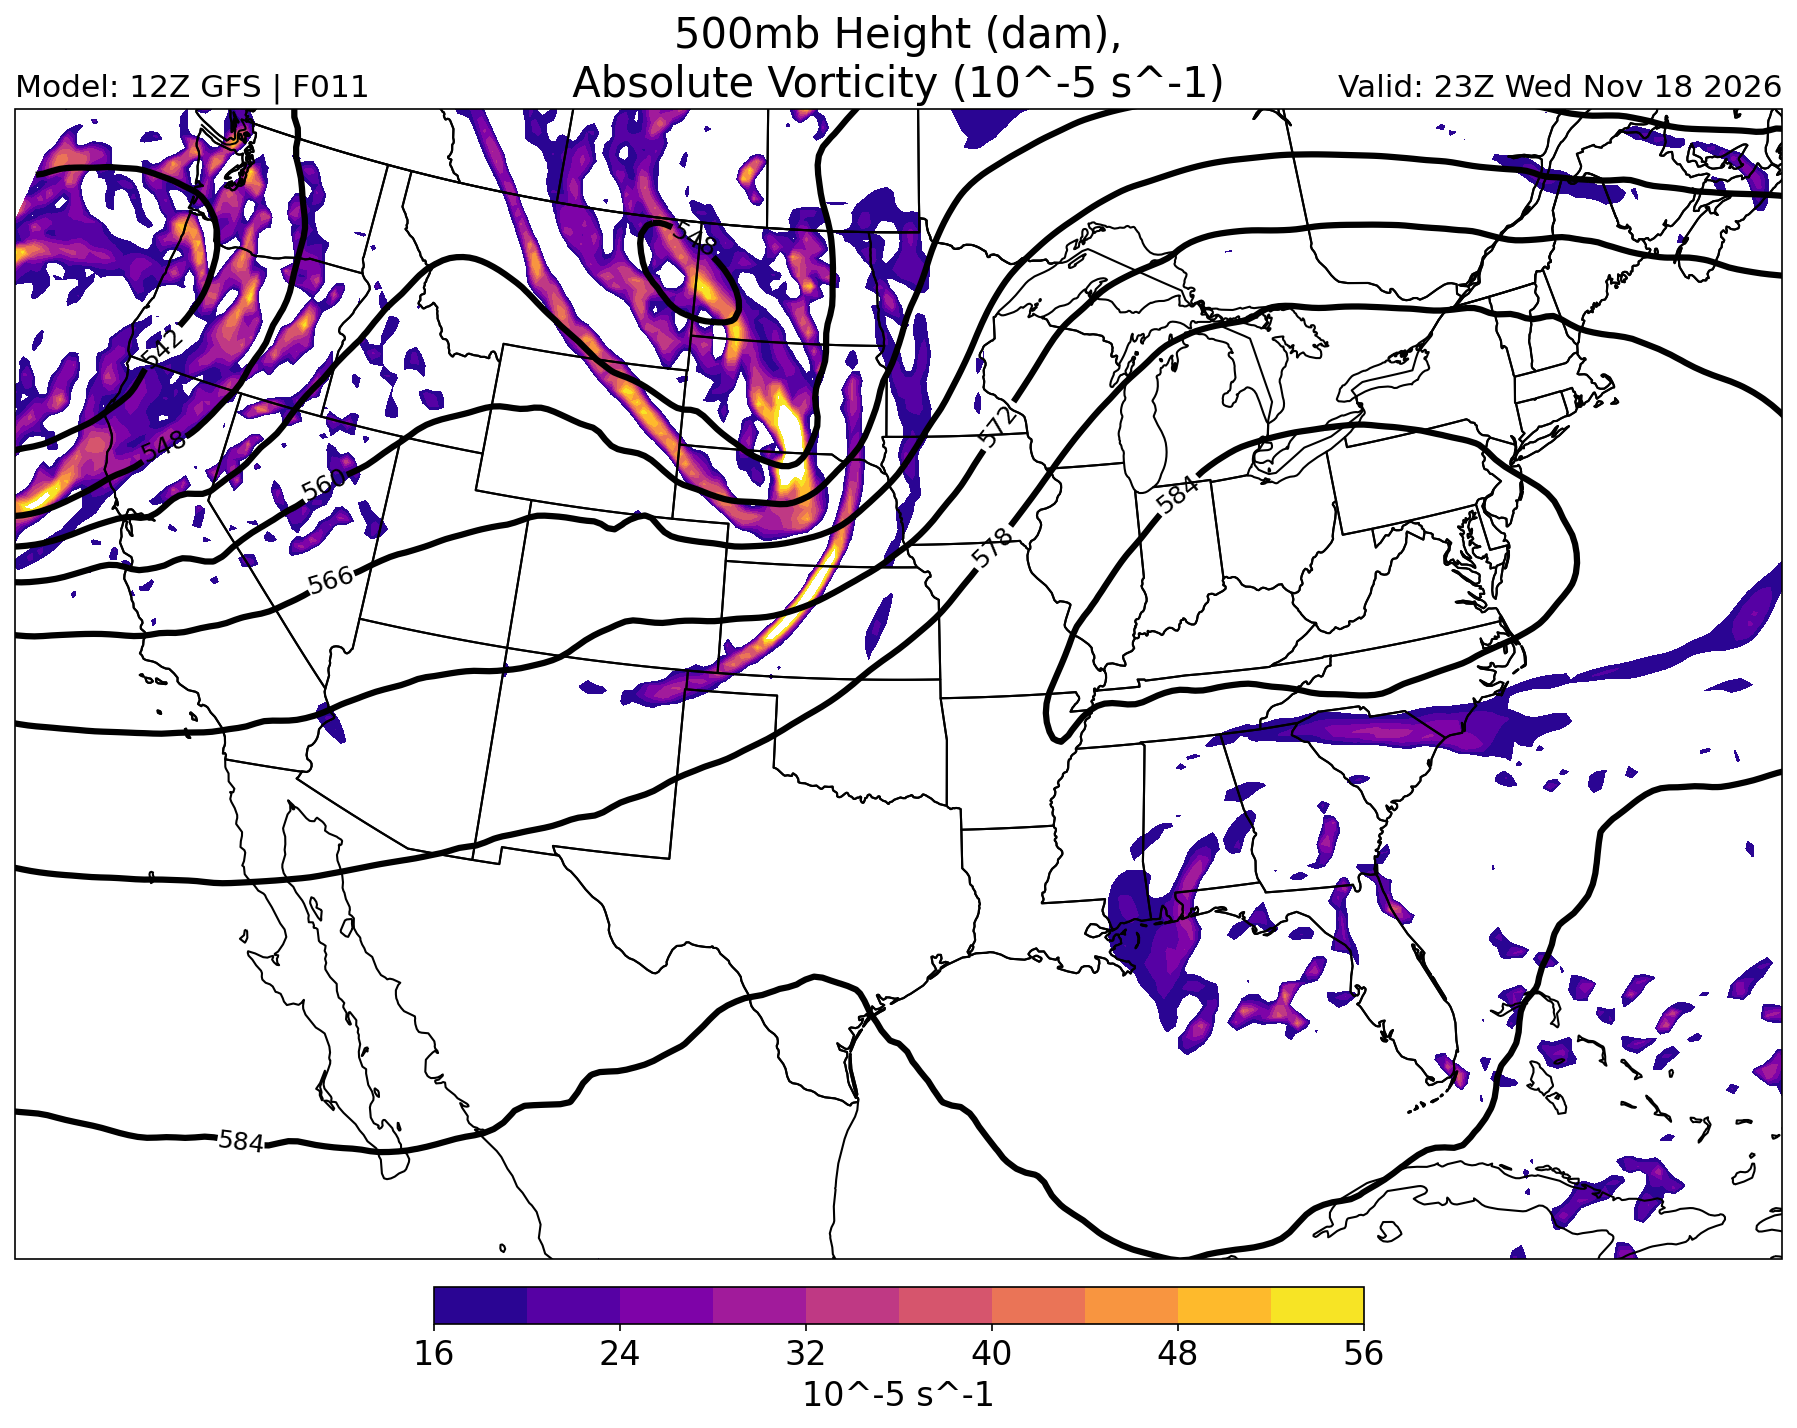 500mb Height (dam),
Absolute Vorticity (10^-5 s^-1)
Model: 12Z GFS | F011
Valid: 23Z Wed Nov 18 2026
548
542
548
560
566
572
578
584
584
16 24 32 40 48 56
10^-5 s^-1